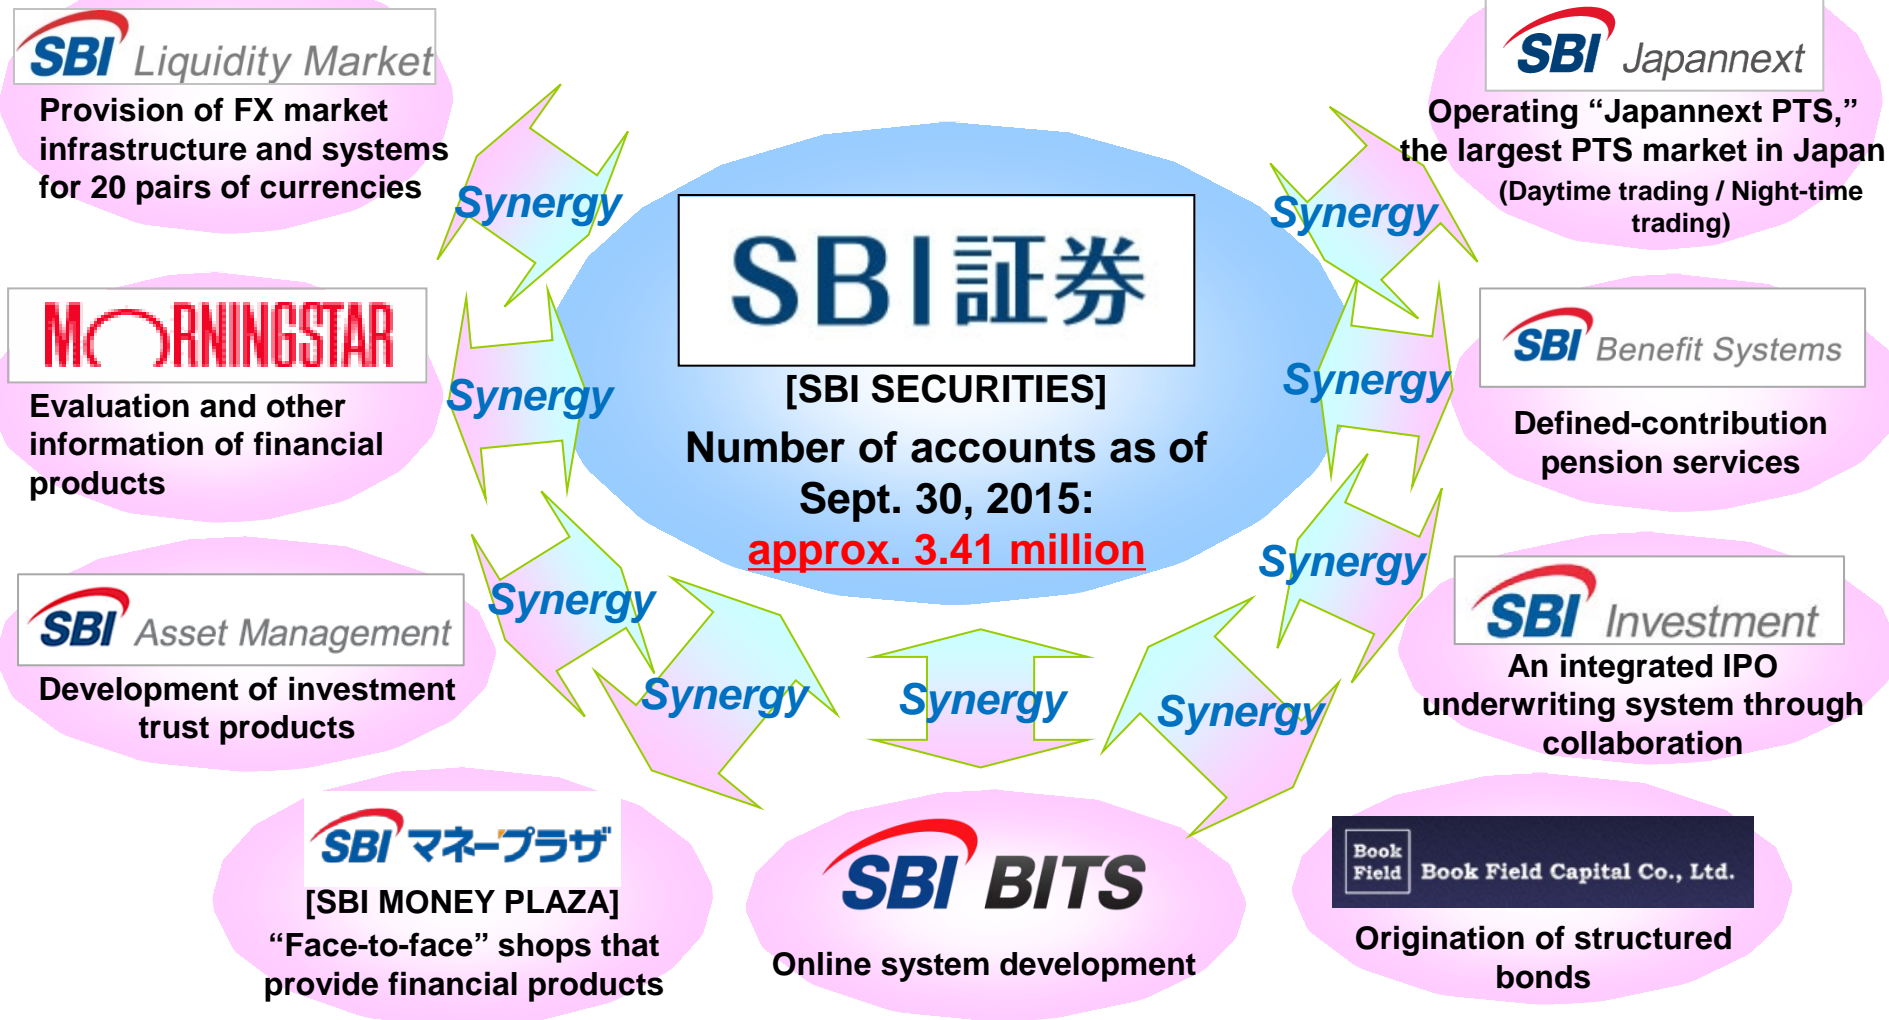 SBI Liquidity Market
Provision of FX market
infrastructure and systems
for 20 pairs of currencies
Synergy
SBI Japannext
Operating “Japannext PTS,”
the largest PTS market in Japan
(Daytime trading / Night-time
trading)
Synergy
SBI証券
[SBI SECURITIES]
Number of accounts as of
Sept. 30, 2015:
approx. 3.41 million
MORNINGSTAR
Evaluation and other
information of financial
products
Synergy
SBI Benefit Systems
Defined-contribution
pension services
Synergy
SBI Asset Management
Development of investment
trust products
Synergy
SBI Investment
An integrated IPO
underwriting system through
collaboration
Synergy
SBI マネープラザ
[SBI MONEY PLAZA]
“Face-to-face” shops that
provide financial products
Synergy
SBI BITS
Online system development
Synergy
Book
Field
Book Field Capital Co., Ltd.
Origination of structured
bonds
Synergy